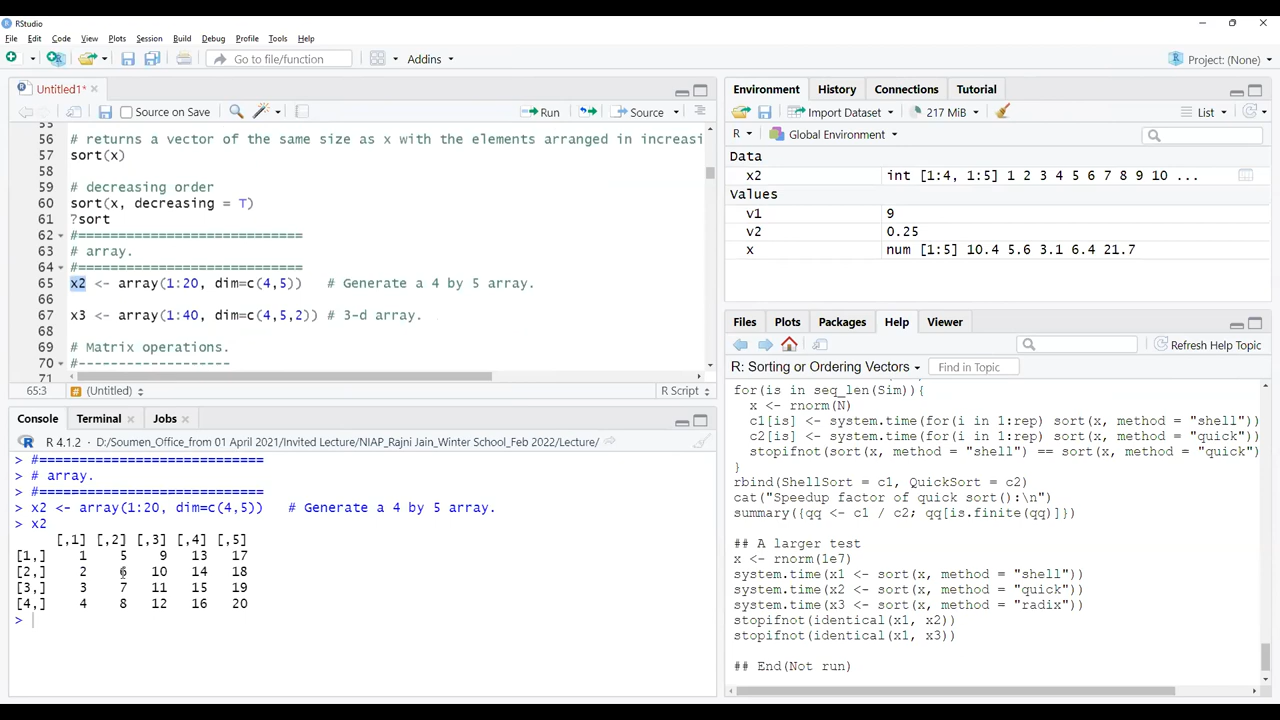 RStudio
File Edit Code View Plots Session Build Debug Profile Tools Help
Go to file/function Addins Project: (None)
Untitled1*
Source on Save Run Source
55
56 # returns a vector of the same size as x with the elements arranged in increasi
57 sort(x)
58
59 # decreasing order
60 sort(x, decreasing = T)
61 ?sort
62 #============================
63 # array.
64 #============================
65 x2 <- array(1:20, dim=c(4,5)) # Generate a 4 by 5 array.
66
67 x3 <- array(1:40, dim=c(4,5,2)) # 3-d array.
68
69 # Matrix operations.
70 #-------------------
71
65:3 (Untitled) R Script
Console Terminal Jobs
R 4.1.2 · D:/Soumen_Office_from 01 April 2021/Invited Lecture/NIAP_Rajni Jain_Winter School_Feb 2022/Lecture/
> #============================
> # array.
> #============================
> x2 <- array(1:20, dim=c(4,5)) # Generate a 4 by 5 array.
> x2
[,1] [,2] [,3] [,4] [,5]
[1,] 1 5 9 13 17
[2,] 2 6 10 14 18
[3,] 3 7 11 15 19
[4,] 4 8 12 16 20
>
Environment History Connections Tutorial
Import Dataset 217 MiB List
R Global Environment
Data
x2 int [1:4, 1:5] 1 2 3 4 5 6 7 8 9 10 ...
Values
v1 9
v2 0.25
x num [1:5] 10.4 5.6 3.1 6.4 21.7
Files Plots Packages Help Viewer
Refresh Help Topic
R: Sorting or Ordering Vectors Find in Topic
for(is in seq_len(Sim)){
x <- rnorm(N)
c1[is] <- system.time(for(i in 1:rep) sort(x, method = "shell"))
c2[is] <- system.time(for(i in 1:rep) sort(x, method = "quick"))
stopifnot(sort(x, method = "shell") == sort(x, method = "quick")
}
rbind(ShellSort = c1, QuickSort = c2)
cat("Speedup factor of quick sort():\n")
summary({qq <- c1 / c2; qq[is.finite(qq)]})
## A larger test
x <- rnorm(1e7)
system.time(x1 <- sort(x, method = "shell"))
system.time(x2 <- sort(x, method = "quick"))
system.time(x3 <- sort(x, method = "radix"))
stopifnot(identical(x1, x2))
stopifnot(identical(x1, x3))
## End(Not run)